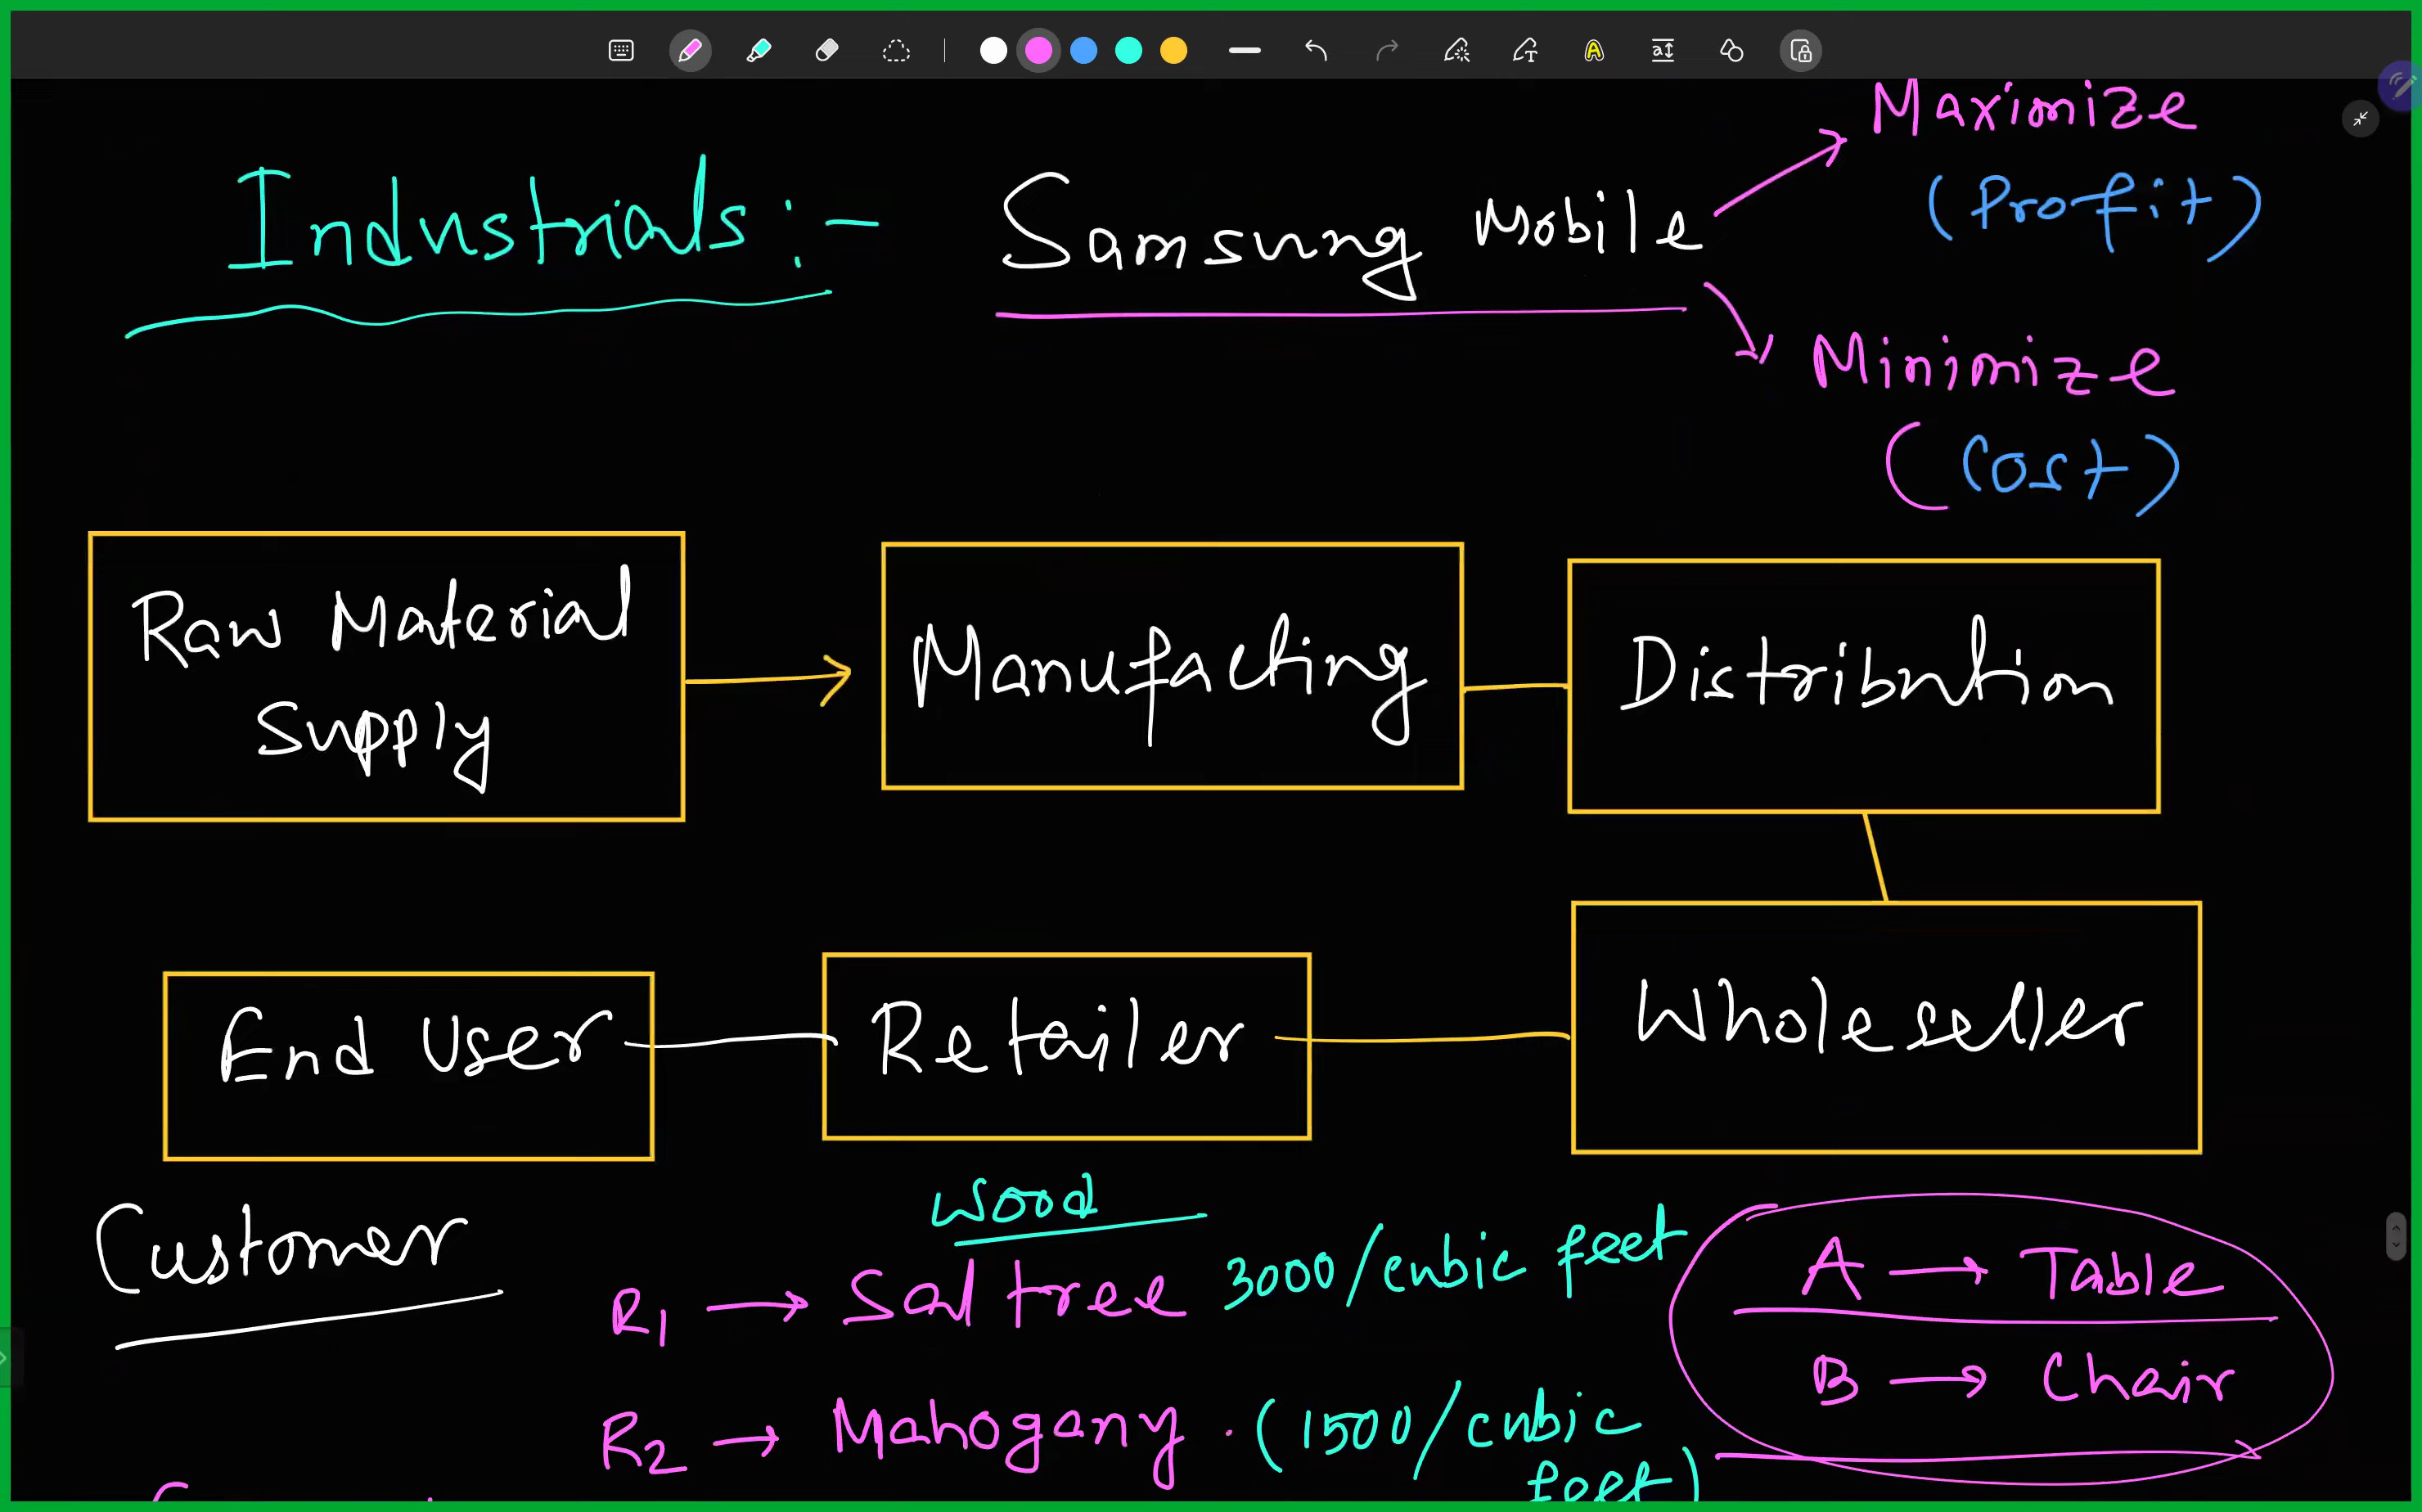 Maximize
Industrials :- Samsung Mobile
(Profit)
Minimize
(Cost)
Raw Material
Supply
Manufacting
Distribution
End User
Retailer
Wholeseller
Customer
Wood
R1 → Sal tree 3000/cubic feet
A → Table
B → Chair
R2 → Mahogany . (1500/cubic
feet)